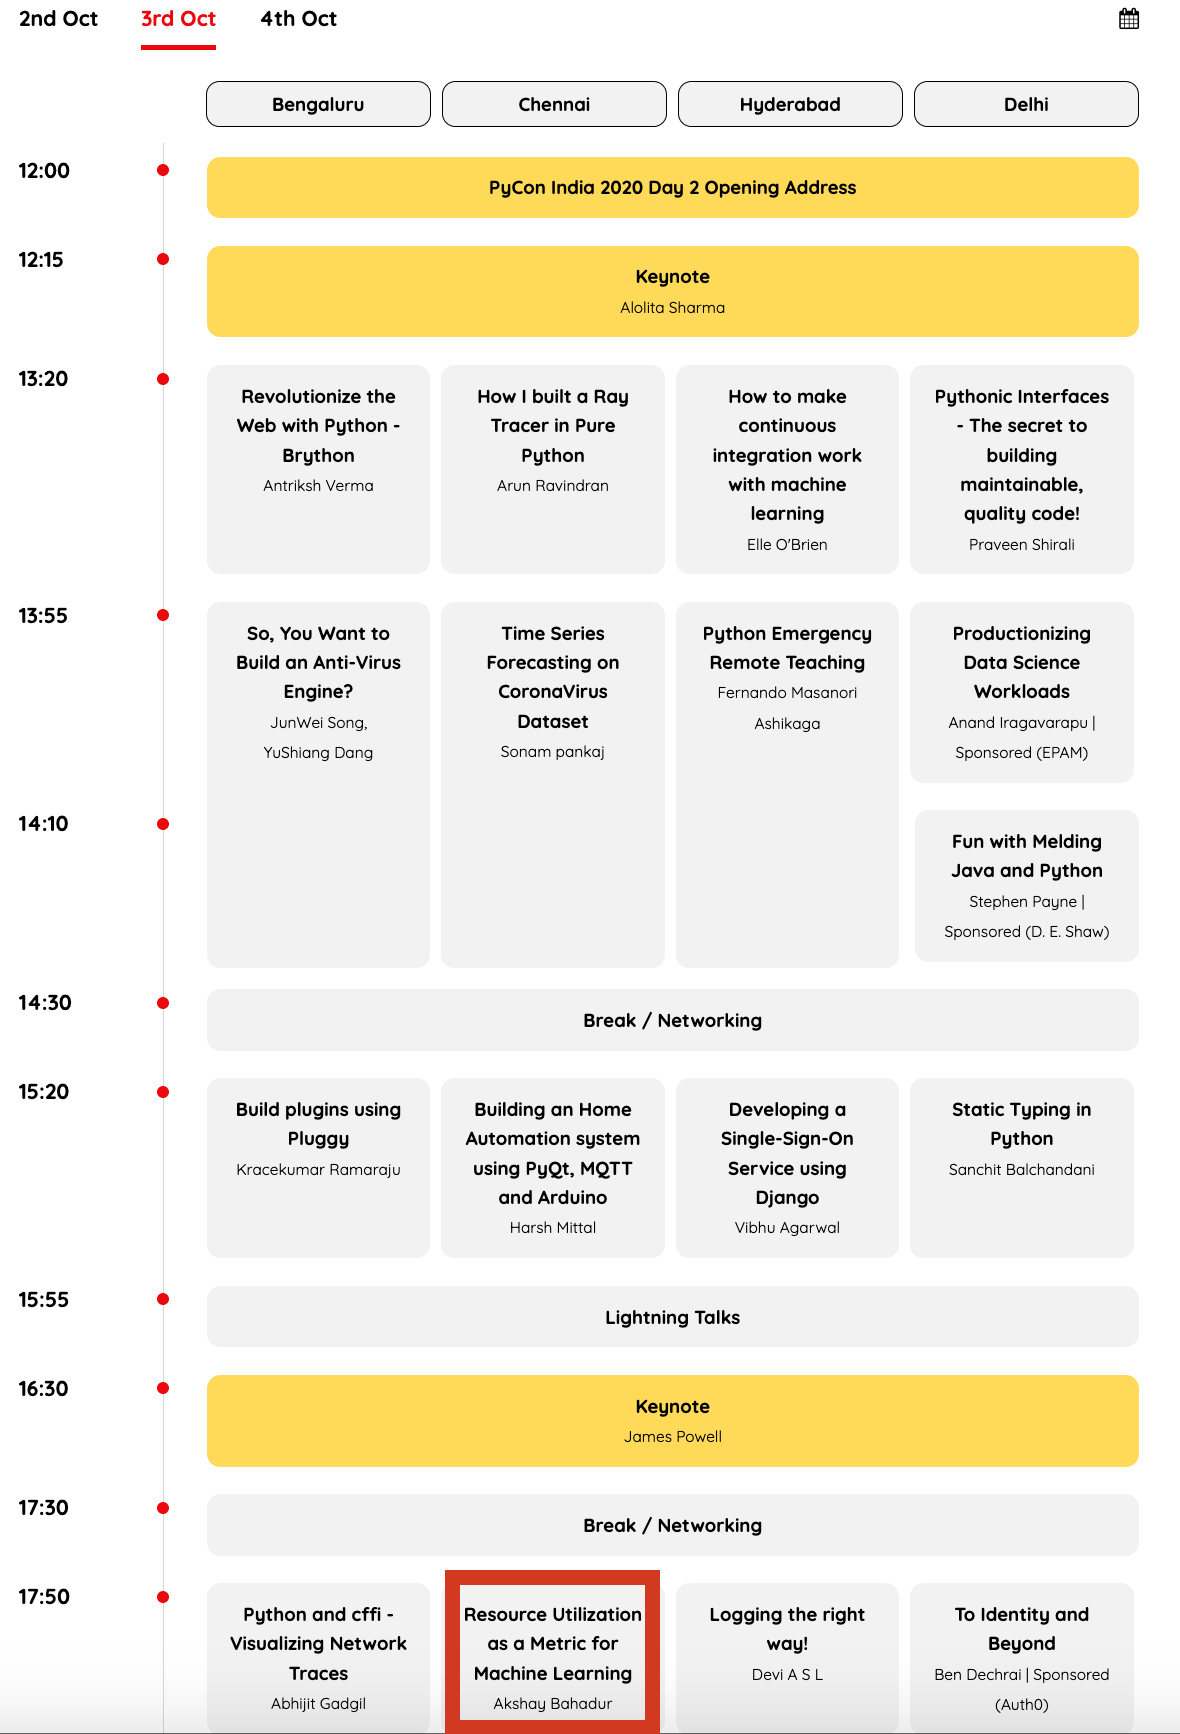 2nd Oct 3rd Oct 4th Oct
Bengaluru Chennai Hyderabad Delhi
12:00
PyCon India 2020 Day 2 Opening Address
12:15
Keynote
Alolita Sharma
13:20
Revolutionize the
Web with Python -
Brython
Antriksh Verma
How I built a Ray
Tracer in Pure
Python
Arun Ravindran
How to make
continuous
integration work
with machine
learning
Elle O'Brien
Pythonic Interfaces
- The secret to
building
maintainable,
quality code!
Praveen Shirali
13:55
So, You Want to
Build an Anti-Virus
Engine?
JunWei Song,
YuShiang Dang
Time Series
Forecasting on
CoronaVirus
Dataset
Sonam pankaj
Python Emergency
Remote Teaching
Fernando Masanori
Ashikaga
Productionizing
Data Science
Workloads
Anand Iragavarapu |
Sponsored (EPAM)
14:10
Fun with Melding
Java and Python
Stephen Payne |
Sponsored (D. E. Shaw)
14:30
Break / Networking
15:20
Build plugins using
Pluggy
Kracekumar Ramaraju
Building an Home
Automation system
using PyQt, MQTT
and Arduino
Harsh Mittal
Developing a
Single-Sign-On
Service using
Django
Vibhu Agarwal
Static Typing in
Python
Sanchit Balchandani
15:55
Lightning Talks
16:30
Keynote
James Powell
17:30
Break / Networking
17:50
Python and cffi -
Visualizing Network
Traces
Abhijit Gadgil
Resource Utilization
as a Metric for
Machine Learning
Akshay Bahadur
Logging the right
way!
Devi A S L
To Identity and
Beyond
Ben Dechrai | Sponsored
(Auth0)